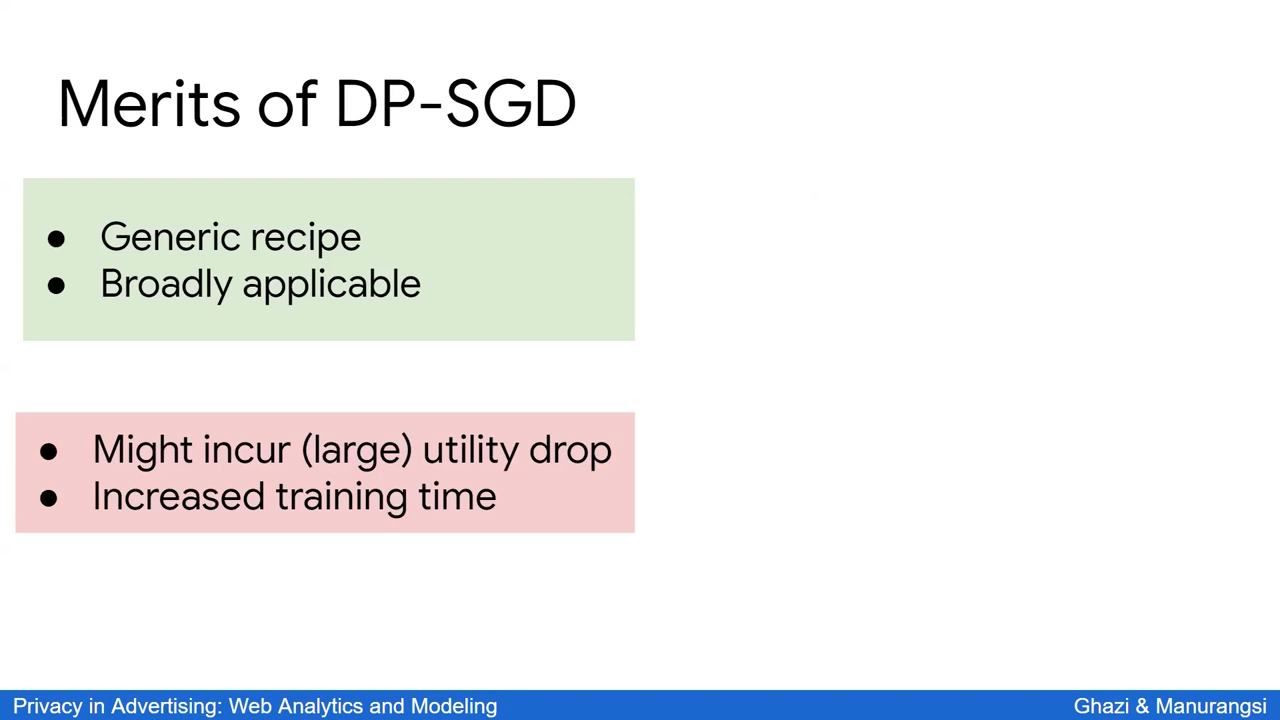 Merits of DP-SGD
● Generic recipe
● Broadly applicable
● Might incur (large) utility drop
● Increased training time
Privacy in Advertising: Web Analytics and Modeling
Ghazi & Manurangsi